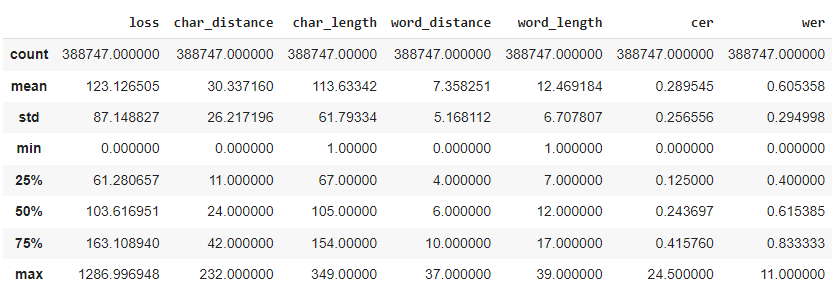 loss char_distance char_length word_distance word_length cer wer
count 388747.000000 388747.000000 388747.00000 388747.000000 388747.000000 388747.000000 388747.000000
mean 123.126505 30.337160 113.63342 7.358251 12.469184 0.289545 0.605358
std 87.148827 26.217196 61.79334 5.168112 6.707807 0.256556 0.294998
min 0.000000 0.000000 1.00000 0.000000 1.000000 0.000000 0.000000
25% 61.280657 11.000000 67.00000 4.000000 7.000000 0.125000 0.400000
50% 103.616951 24.000000 105.00000 6.000000 12.000000 0.243697 0.615385
75% 163.108940 42.000000 154.00000 10.000000 17.000000 0.415760 0.833333
max 1286.996948 232.000000 349.00000 37.000000 39.000000 24.500000 11.000000